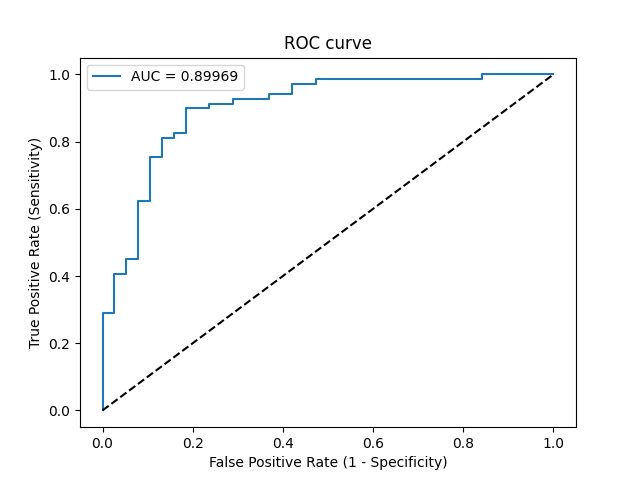 ROC curve
AUC = 0.89969
True Positive Rate (Sensitivity)
1.0
0.8
0.6
0.4
0.2
0.0
0.0 0.2 0.4 0.6 0.8 1.0
False Positive Rate (1 - Specificity)